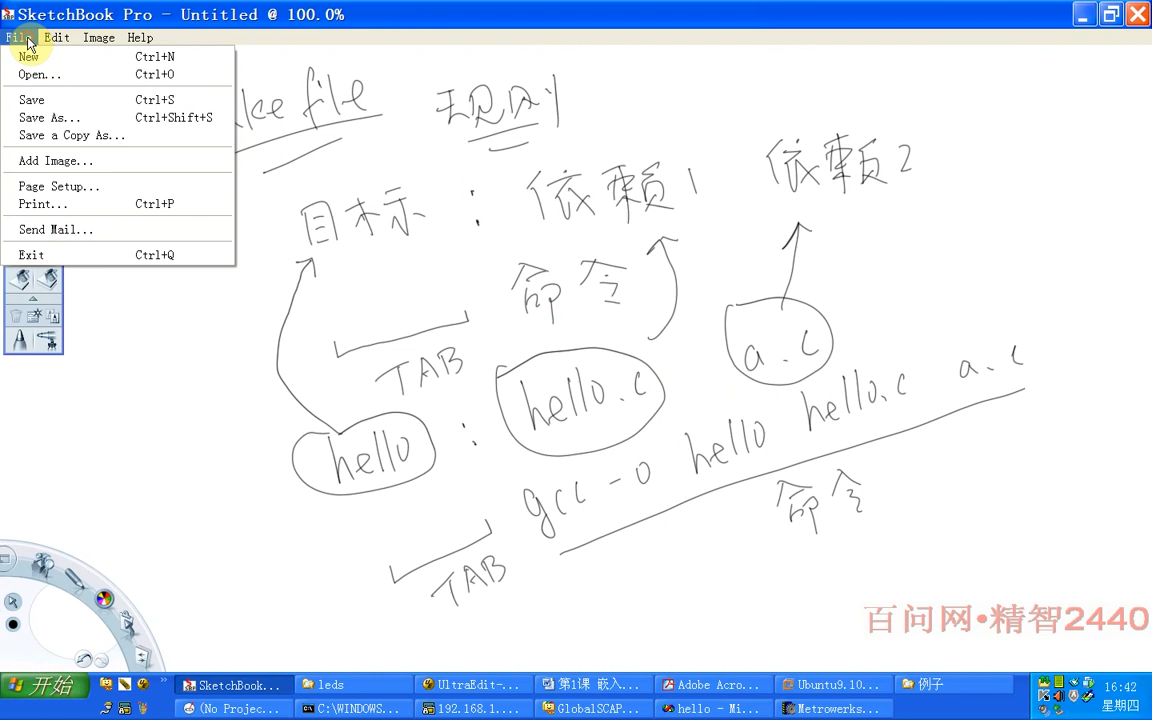 SketchBook Pro - Untitled @ 100.0%
File Edit Image Help
New Ctrl+N
Open... Ctrl+O
Save Ctrl+S
Save As... Ctrl+Shift+S
Save a Copy As...
Add Image...
Page Setup...
Print... Ctrl+P
Send Mail...
Exit Ctrl+Q
ke file 规则
目标 : 依赖1 依赖2
命令
TAB
hello : hello.c a.c
gcc -o hello hello.c a.c
TAB 命令
百问网•精智2440
开始 SketchBook... leds UltraEdit-... 第1课 嵌入... Adobe Acro... Ubuntu9.10... 例子 16:42
(No Projec... C:\WINDOWS... 192.168.1... GlobalSCAP... hello - Mi... Metrowerks... 星期四